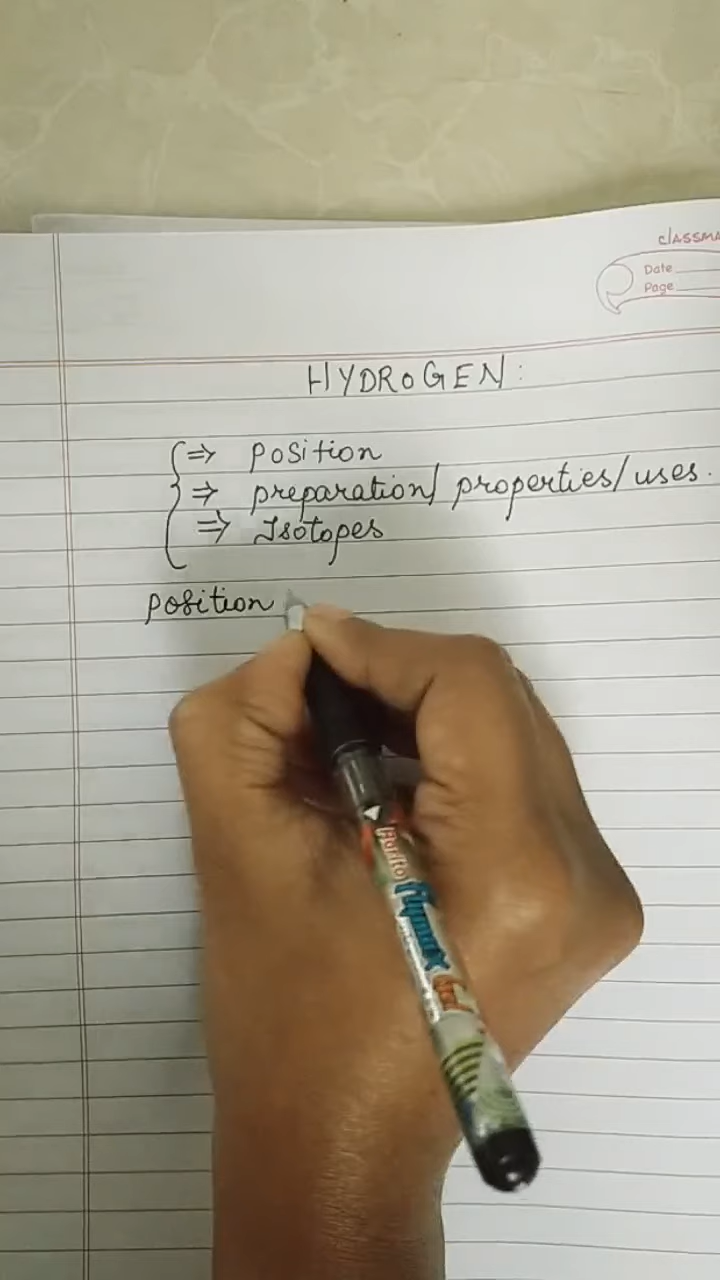 classma
Date
Page
HYDROGEN :
⇒ Position
⇒ preparation/ properties/uses.
⇒ Isotopes
position